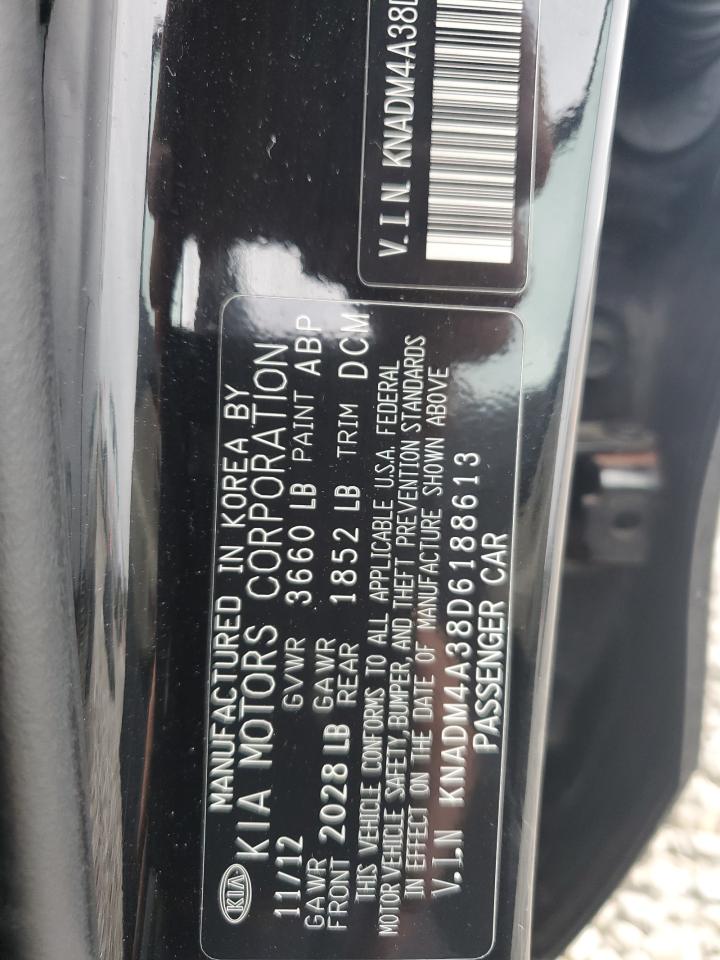 MANUFACTURED IN KOREA BY
KIA KIA MOTORS CORPORATION
11/12 GVWR 3660 LB PAINT ABP
GAWR FRONT 2028 LB GAWR REAR 1852 LB TRIM DCM
THIS VEHICLE CONFORMS TO ALL APPLICABLE U.S.A. FEDERAL
MOTOR VEHICLE SAFETY, BUMPER, AND THEFT PREVENTION STANDARDS
IN EFFECT ON THE DATE OF MANUFACTURE SHOWN ABOVE
V.I.N KNADM4A38D6188613
PASSENGER CAR
V.I.N KNADM4A38D